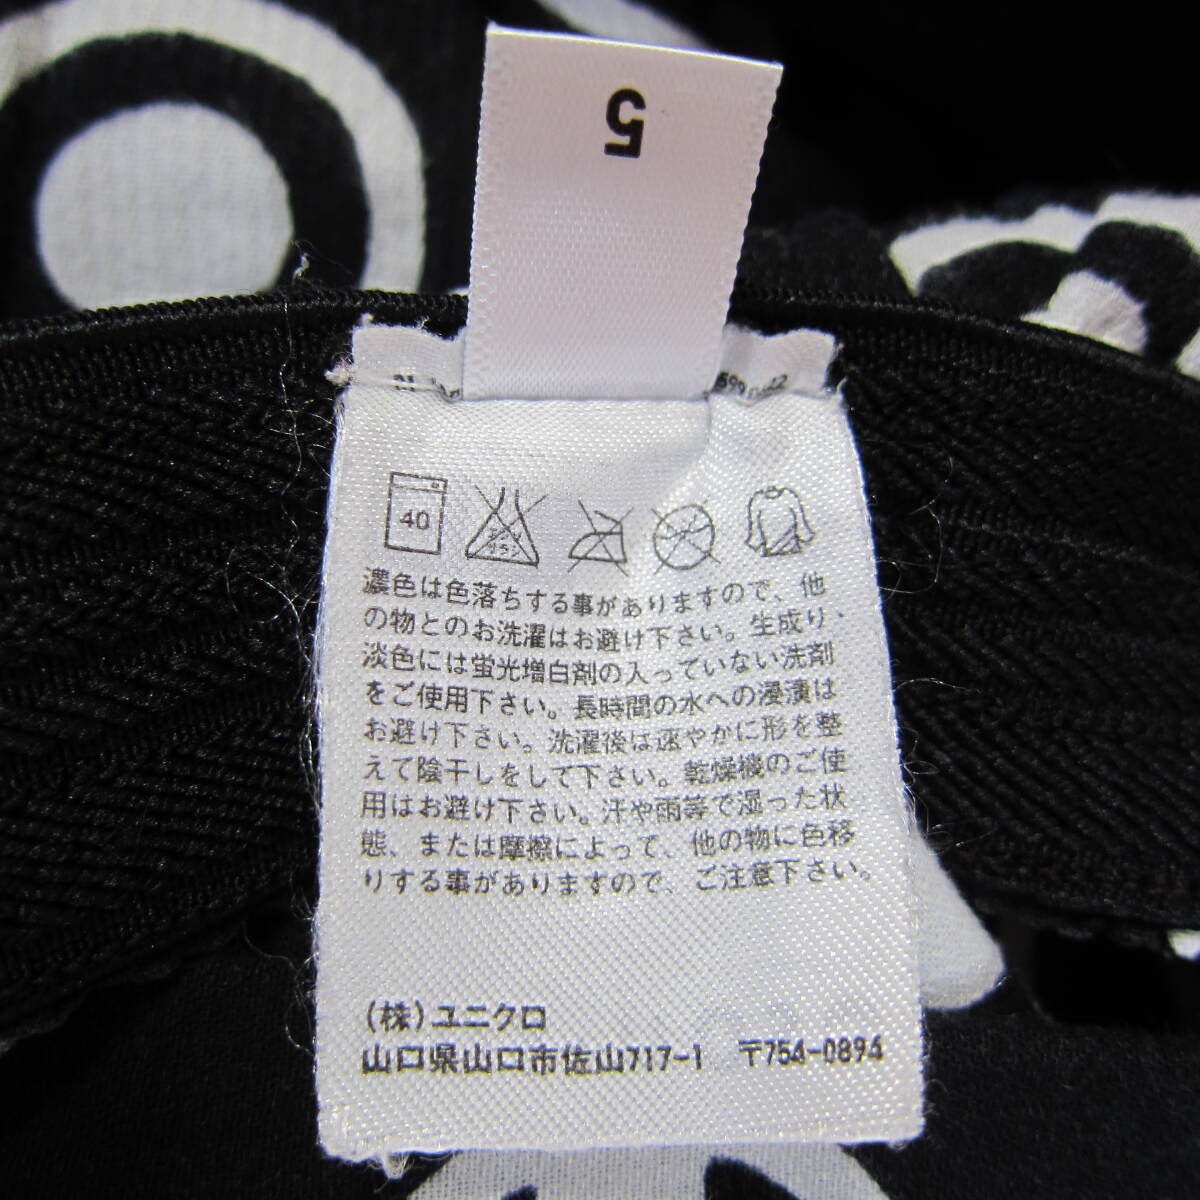 5
40
濃色は色落ちする事がありますので、他
の物とのお洗濯はお避け下さい。生成り・
淡色には蛍光増白剤の入っていない洗剤
をご使用下さい。長時間の水への浸漬は
お避け下さい。洗濯後は速やかに形を整
えて陰干しをして下さい。乾燥機のご使
用はお避け下さい。汗や雨等で湿った状
態、または摩擦によって、他の物に色移
りする事がありますので、ご注意下さい。
(株)ユニクロ
山口県山口市佐山717-1 〒754-0894